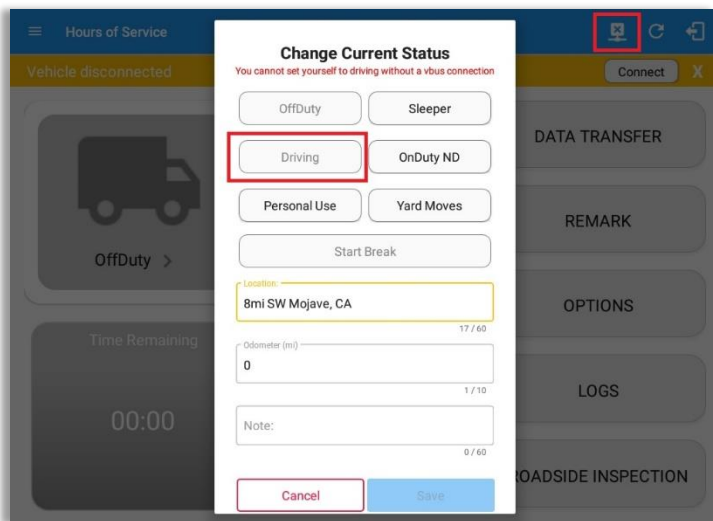 Hours of Service
Vehicle disconnected
Connect
X
Change Current Status
You cannot set yourself to driving without a vbus connection
OffDuty
Sleeper
Driving
OnDuty ND
Personal Use
Yard Moves
Start Break
Location:
8mi SW Mojave, CA
17 / 60
Odometer (mi)
0
1 / 10
Note:
0 / 60
Cancel
Save
OffDuty >
Time Remaining
00:00
DATA TRANSFER
REMARK
OPTIONS
LOGS
ROADSIDE INSPECTION